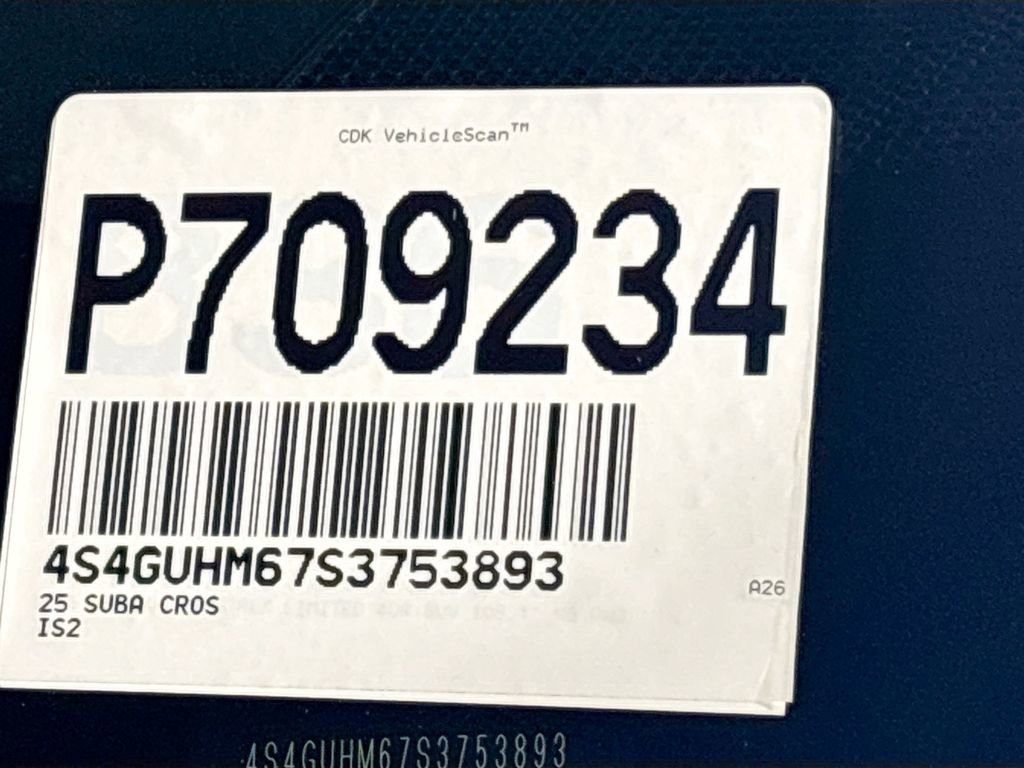 CDK VehicleScan™
P709234
4S4GUHM67S3753893
25 SUBA CROS
IS2
A26
4S4GUHM67S3753893